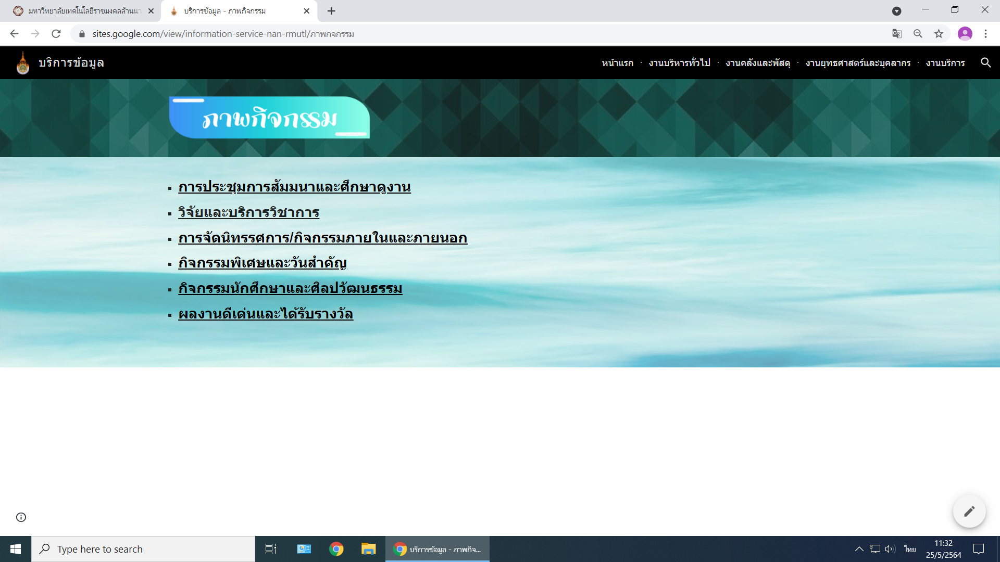 มหาวิทยาลัยเทคโนโลยีราชมงคลล้านนา
บริการข้อมูล - ภาพกิจกรรม
sites.google.com/view/information-service-nan-rmutl/ภาพกจกรรม
บริการข้อมูล
หน้าแรก · งานบริหารทั่วไป · งานคลังและพัสดุ · งานยุทธศาสตร์และบุคลากร · งานบริการ
ภาพกิจกรรม
การประชุมการสัมมนาและศึกษาดูงาน
วิจัยและบริการวิชาการ
การจัดนิทรรศการ/กิจกรรมภายในและภายนอก
กิจกรรมพิเศษและวันสำคัญ
กิจกรรมนักศึกษาและศิลปวัฒนธรรม
ผลงานดีเด่นและได้รับรางวัล
Type here to search
บริการข้อมูล - ภาพกิจ...
ไทย
11:32
25/5/2564